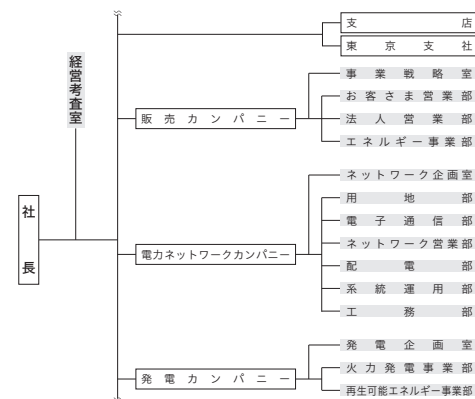 支店
東京支社
経営考査室
事業戦略室
お客さま営業部
販売カンパニー
法人営業部
エネルギー事業部
ネットワーク企画室
用地部
社長
電子通信部
ネットワーク営業部
電力ネットワークカンパニー
配電部
系統運用部
工務部
発電企画室
火力発電事業部
発電カンパニー
再生可能エネルギー事業部